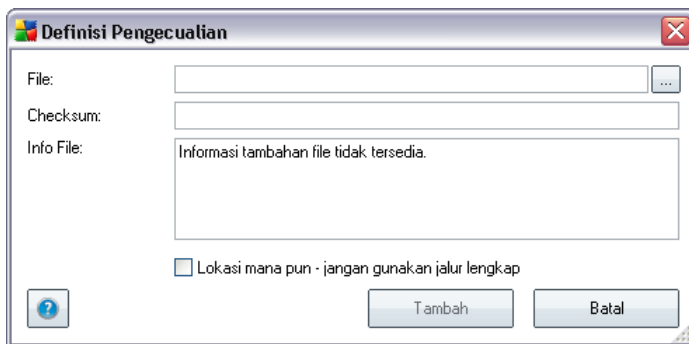 Definisi Pengecualian
File:
...
Checksum:
Info File:
Informasi tambahan file tidak tersedia.
Lokasi mana pun - jangan gunakan jalur lengkap
?
Tambah
Batal